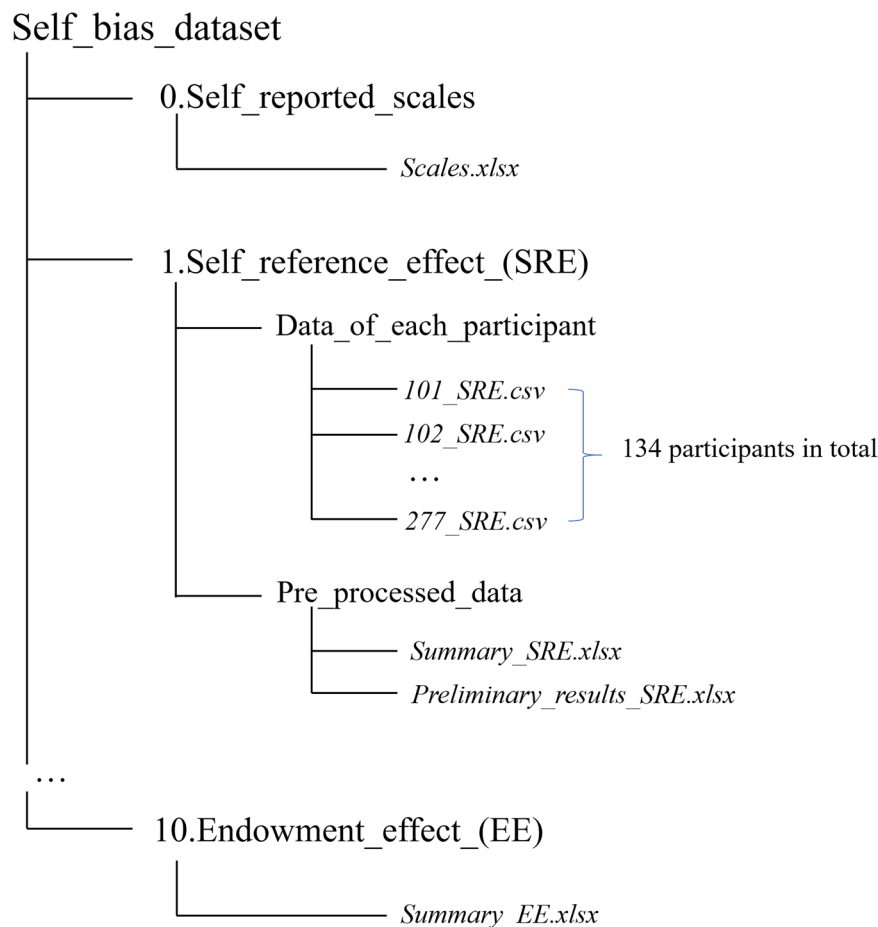 Self_bias_dataset
0.Self_reported_scales
Scales.xlsx
1.Self_reference_effect_(SRE)
Data_of_each_participant
101_SRE.csv
102_SRE.csv
134 participants in total
…
277_SRE.csv
Pre_processed_data
Summary_SRE.xlsx
Preliminary_results_SRE.xlsx
…
10.Endowment_effect_(EE)
Summary_EE.xlsx